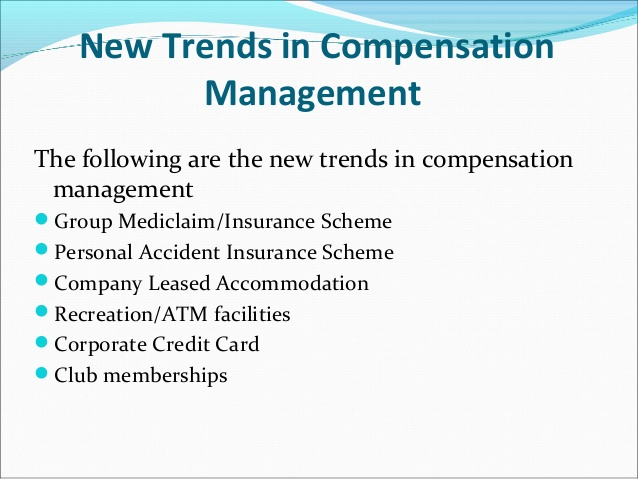 New Trends in Compensation
Management
The following are the new trends in compensation
management
Group Mediclaim/Insurance Scheme
Personal Accident Insurance Scheme
Company Leased Accommodation
Recreation/ATM facilities
Corporate Credit Card
Club memberships